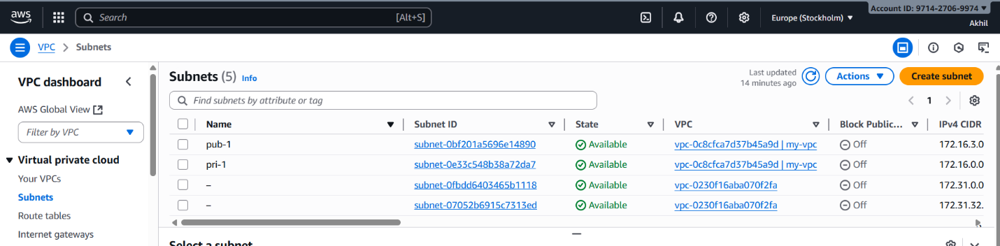 aws
Search [Alt+S]
Europe (Stockholm)
Account ID: 9714-2706-9974
Akhil
VPC Subnets
VPC dashboard
AWS Global View
Filter by VPC
Virtual private cloud
Your VPCs
Subnets
Route tables
Internet gateways
Subnets (5) Info
Last updated
14 minutes ago
Actions
Create subnet
Find subnets by attribute or tag
1
Name Subnet ID State VPC Block Public... IPv4 CIDR
pub-1 subnet-0bf201a5696e14890 Available vpc-0c8cfca7d37b45a9d | my-vpc Off 172.16.3.0
pri-1 subnet-0e33c548b38a72da7 Available vpc-0c8cfca7d37b45a9d | my-vpc Off 172.16.0.0
– subnet-0fbdd6403465b1118 Available vpc-0230f16aba070f2fa Off 172.31.0.0
– subnet-07052b6915c7313ed Available vpc-0230f16aba070f2fa Off 172.31.32.
Select a subnet